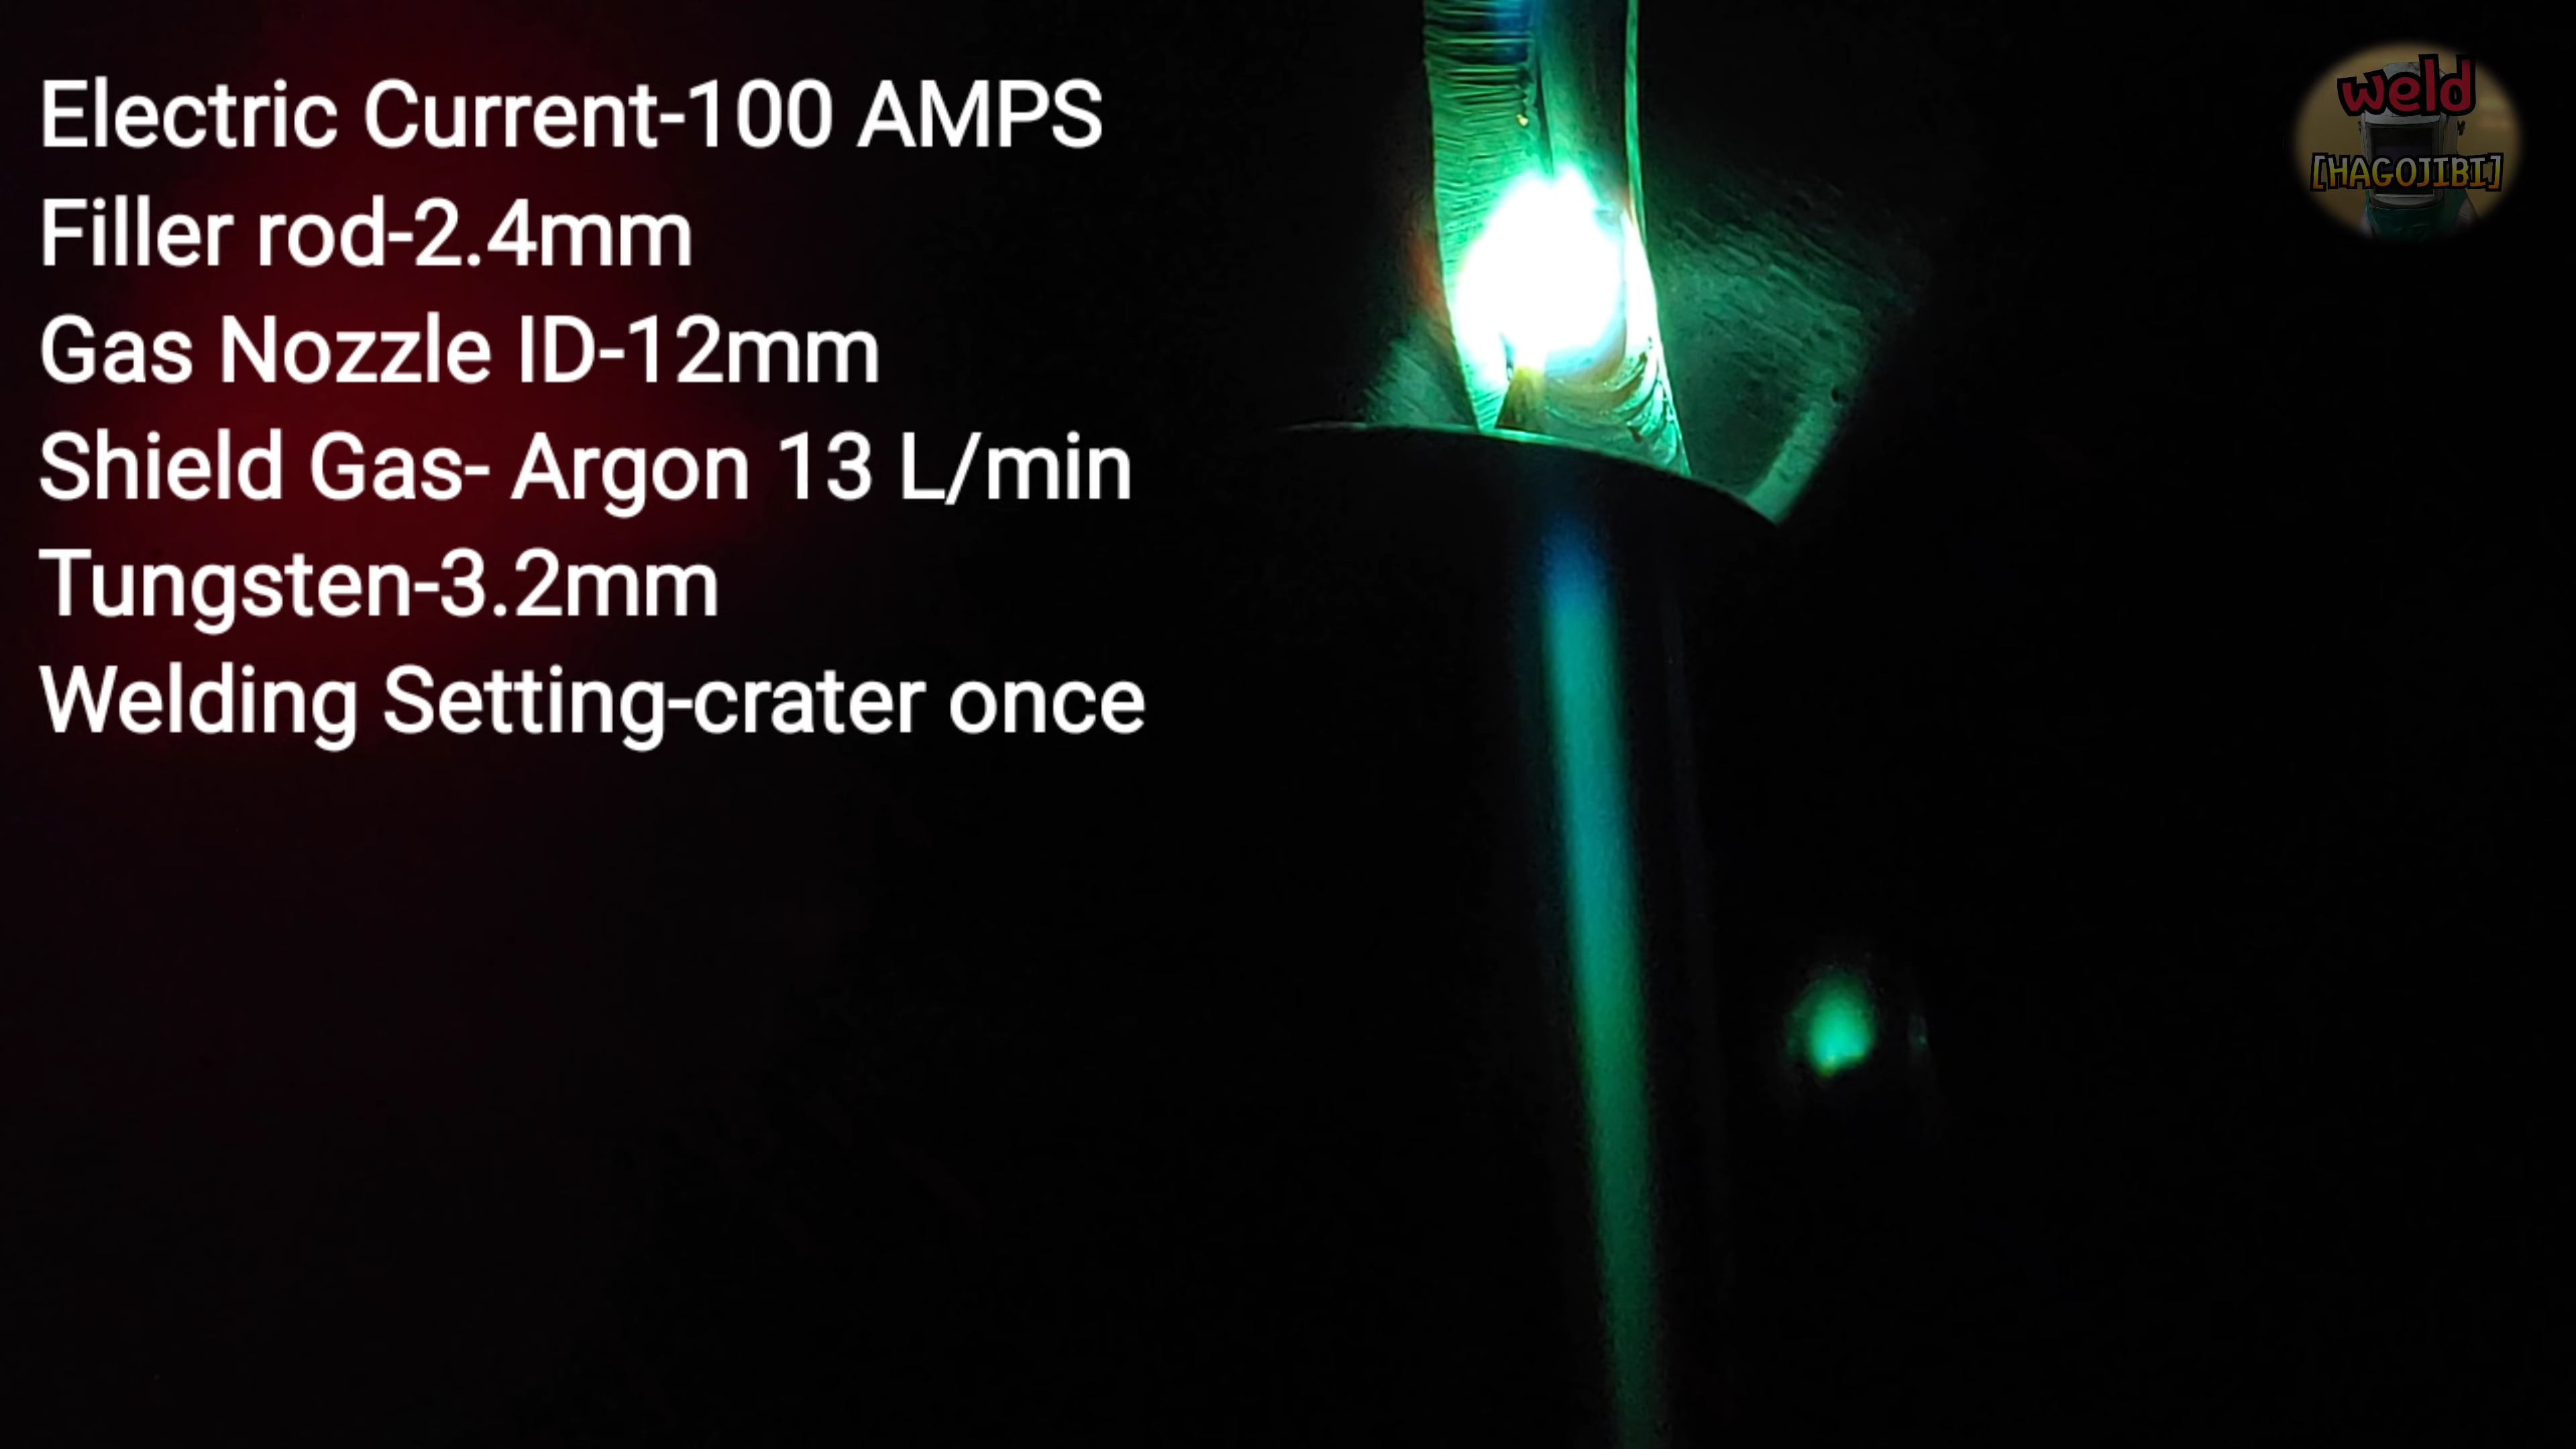 Electric Current-100 AMPS
Filler rod-2.4mm
Gas Nozzle ID-12mm
Shield Gas- Argon 13 L/min
Tungsten-3.2mm
Welding Setting-crater once
weld
[HAGOJIBI]